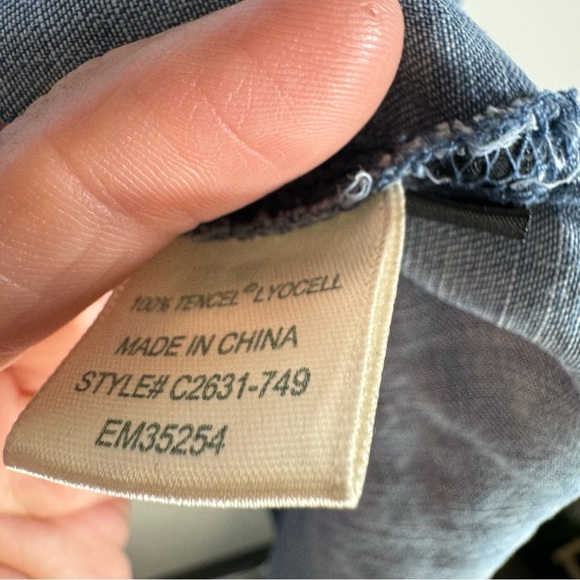 100% TENCEL® LYOCELL
MADE IN CHINA
STYLE# C2631-749
EM35254